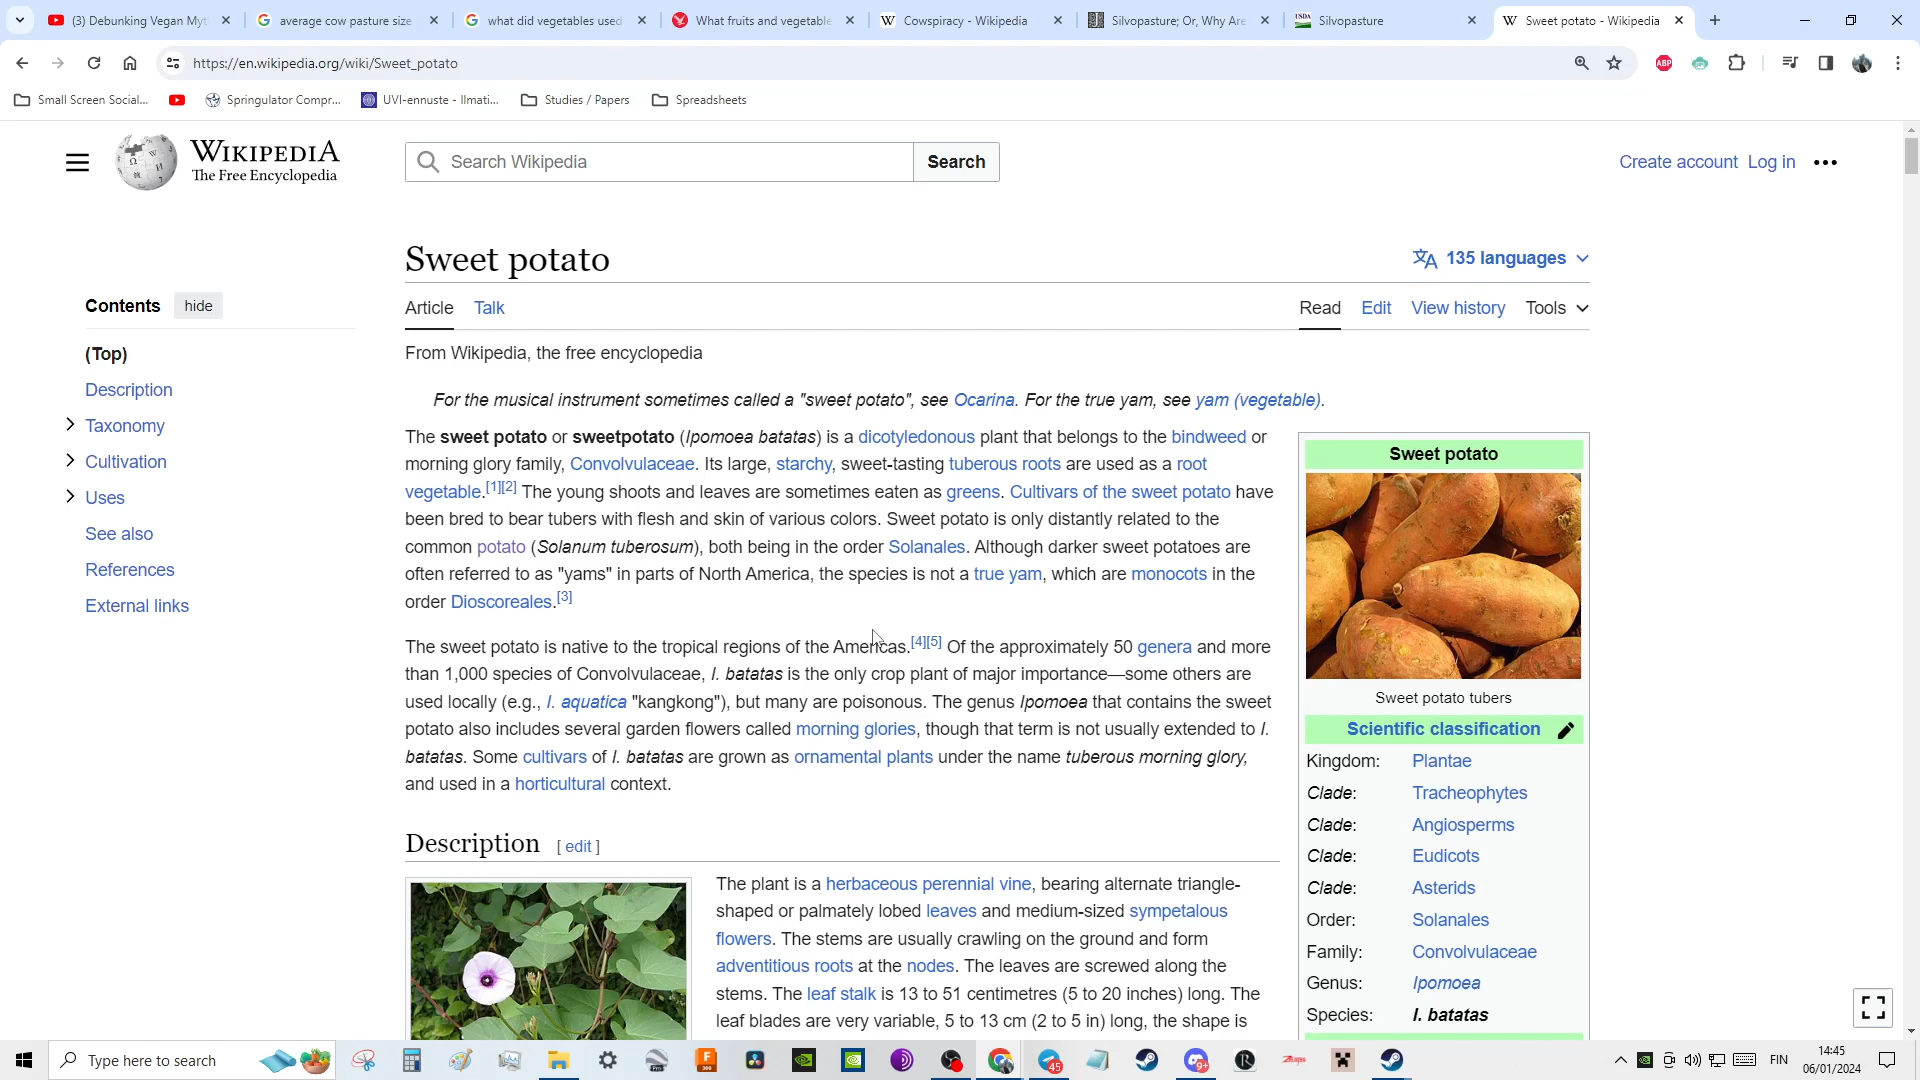 (3) Debunking Vegan Myt
average cow pasture size
what did vegetables used
What fruits and vegetable
Cowspiracy - Wikipedia
Silvopasture; Or, Why Are
Silvopasture
Sweet potato - Wikipedia
https://en.wikipedia.org/wiki/Sweet_potato
ABP
Small Screen Social...
Springulator Compr...
UVI-ennuste - Ilmati...
Studies / Papers
Spreadsheets
WIKIPEDIA
The Free Encyclopedia
Search Wikipedia
Search
Create account Log in
Sweet potato
135 languages
Contents hide
Article Talk
Read Edit View history Tools
(Top)
Description
Taxonomy
Cultivation
Uses
See also
References
External links
From Wikipedia, the free encyclopedia
For the musical instrument sometimes called a "sweet potato", see Ocarina. For the true yam, see yam (vegetable).
The sweet potato or sweetpotato (Ipomoea batatas) is a dicotyledonous plant that belongs to the bindweed or
morning glory family, Convolvulaceae. Its large, starchy, sweet-tasting tuberous roots are used as a root
vegetable.[1][2] The young shoots and leaves are sometimes eaten as greens. Cultivars of the sweet potato have
been bred to bear tubers with flesh and skin of various colors. Sweet potato is only distantly related to the
common potato (Solanum tuberosum), both being in the order Solanales. Although darker sweet potatoes are
often referred to as "yams" in parts of North America, the species is not a true yam, which are monocots in the
order Dioscoreales.[3]
The sweet potato is native to the tropical regions of the Americas.[4][5] Of the approximately 50 genera and more
than 1,000 species of Convolvulaceae, I. batatas is the only crop plant of major importance—some others are
used locally (e.g., I. aquatica "kangkong"), but many are poisonous. The genus Ipomoea that contains the sweet
potato also includes several garden flowers called morning glories, though that term is not usually extended to I.
batatas. Some cultivars of I. batatas are grown as ornamental plants under the name tuberous morning glory,
and used in a horticultural context.
Description [ edit ]
The plant is a herbaceous perennial vine, bearing alternate triangle-
shaped or palmately lobed leaves and medium-sized sympetalous
flowers. The stems are usually crawling on the ground and form
adventitious roots at the nodes. The leaves are screwed along the
stems. The leaf stalk is 13 to 51 centimetres (5 to 20 inches) long. The
leaf blades are very variable, 5 to 13 cm (2 to 5 in) long, the shape is
Sweet potato
Sweet potato tubers
Scientific classification
Kingdom: Plantae
Clade: Tracheophytes
Clade: Angiosperms
Clade: Eudicots
Clade: Asterids
Order: Solanales
Family: Convolvulaceae
Genus: Ipomoea
Species: I. batatas
Type here to search
45
9+
FIN
14:45
06/01/2024